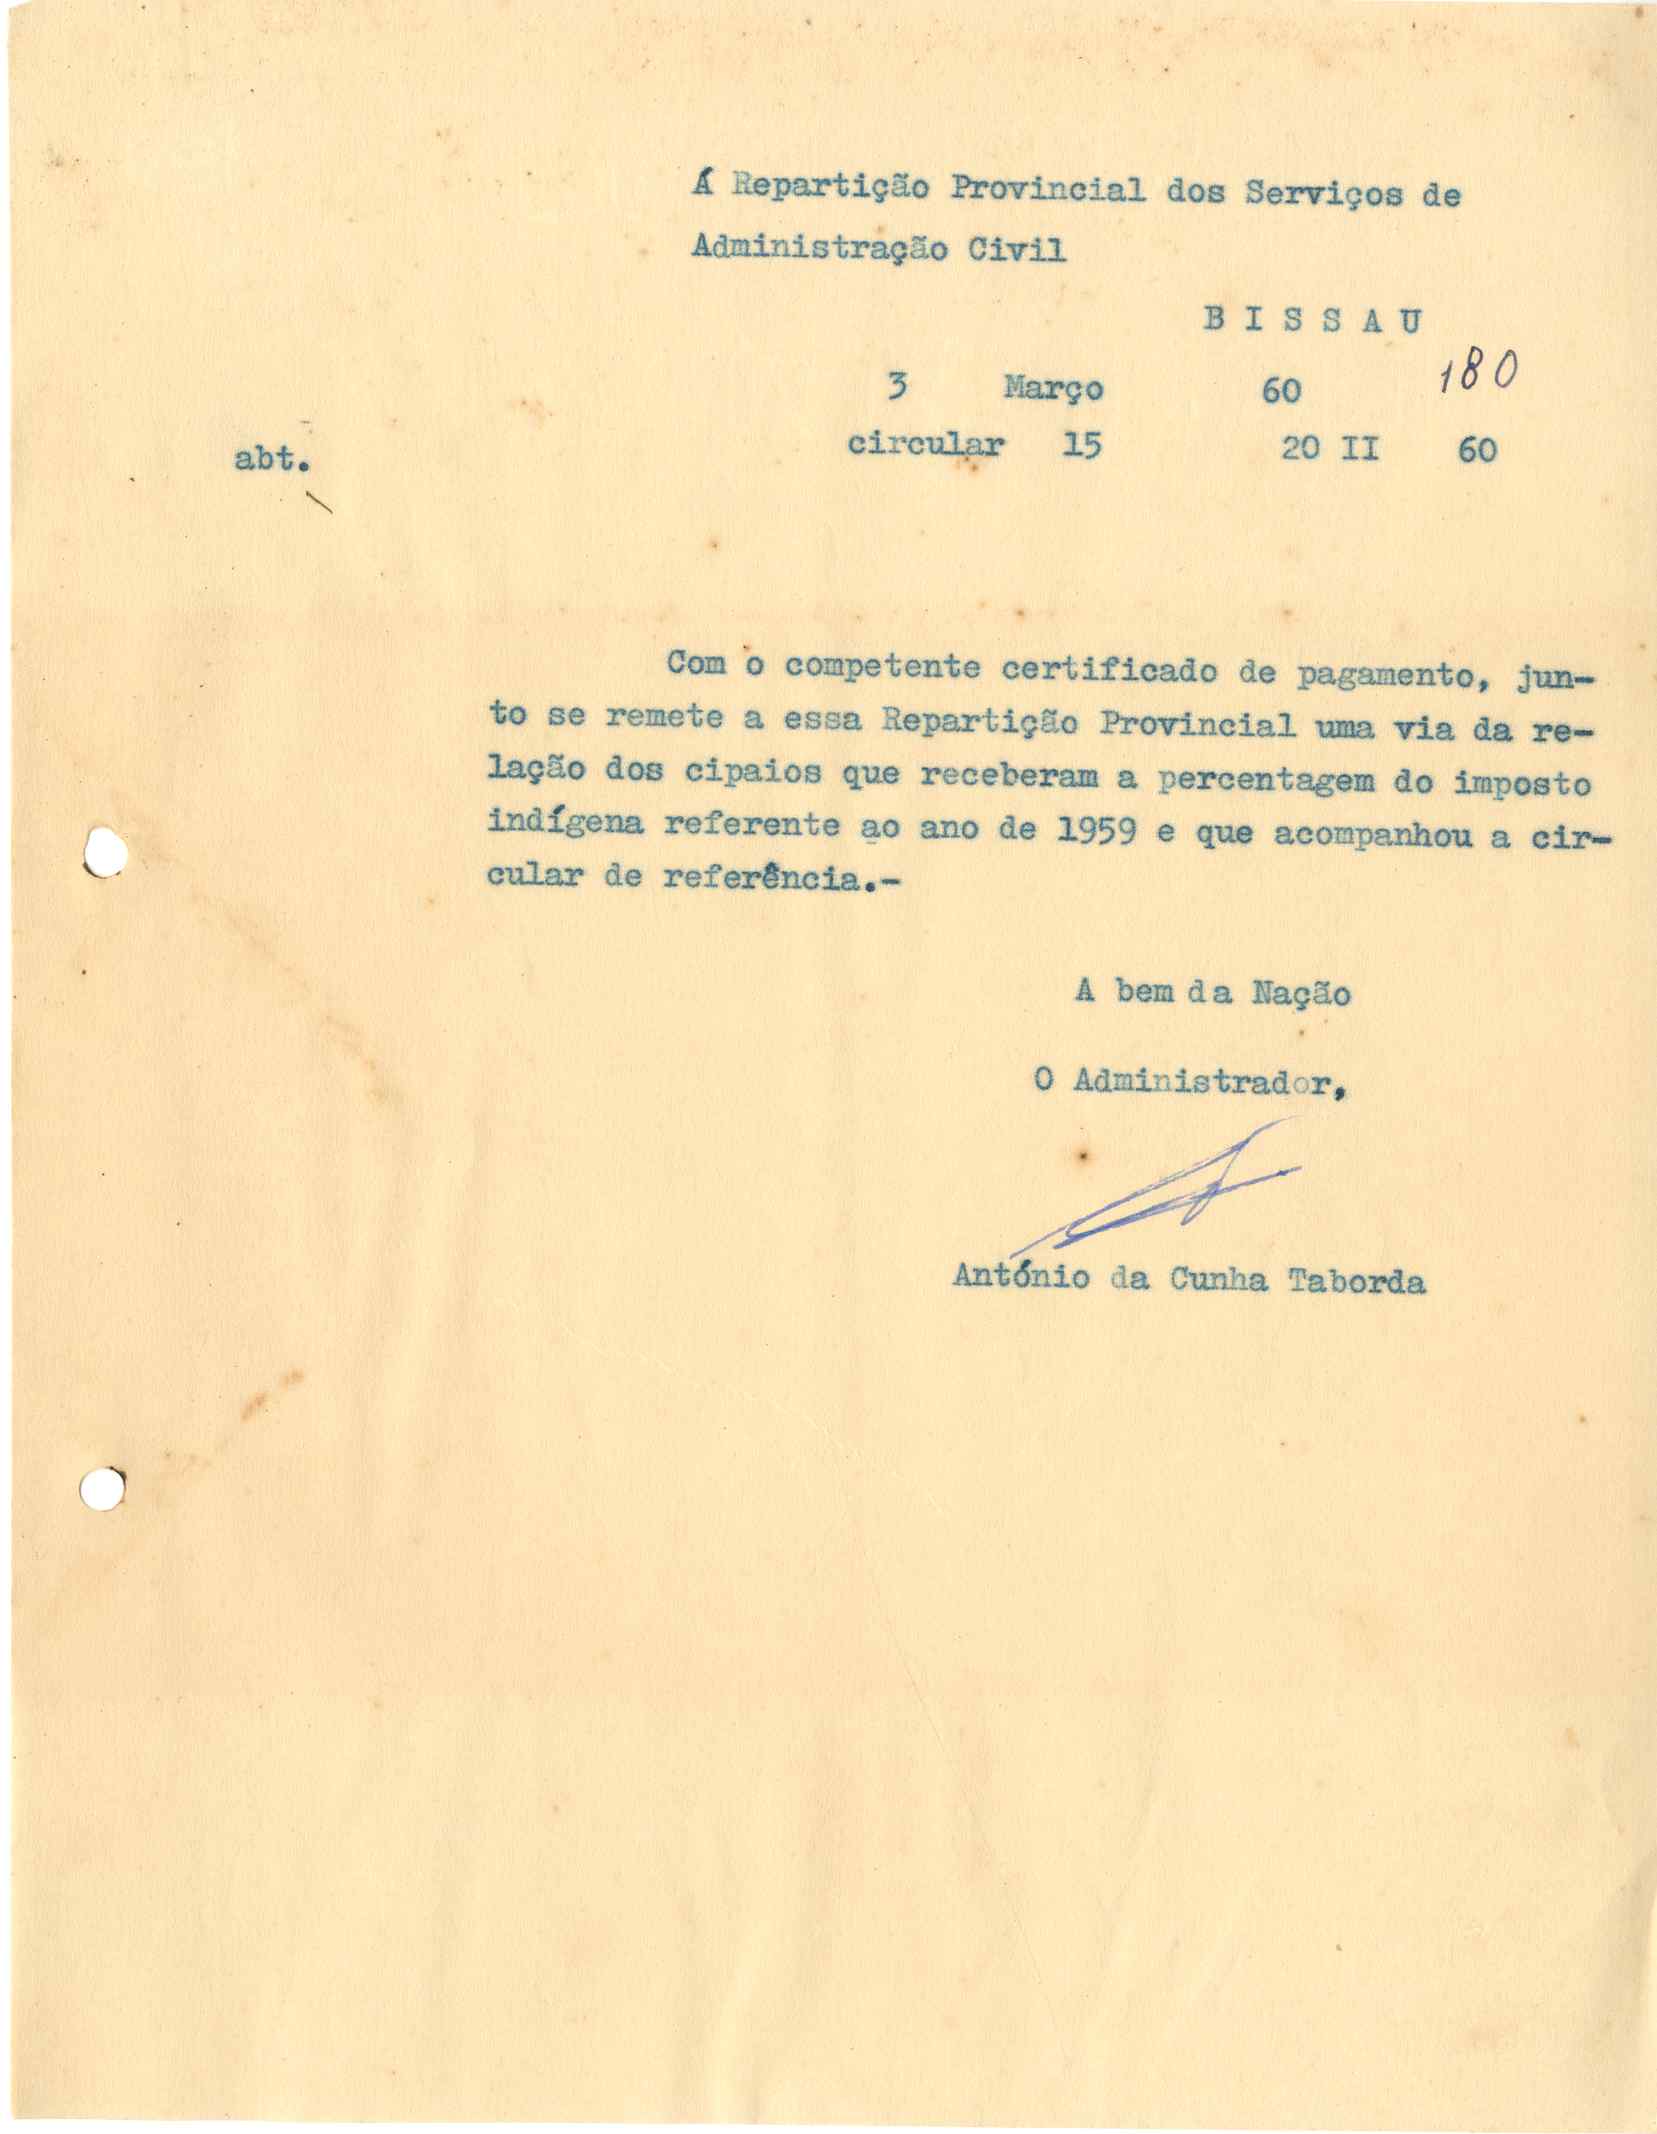 Á Repartição Provincial dos Serviços de
Administração Civil
B I S S A U
3 Março 60 180
circular 15 20 II 60
abt.
Com o competente certificado de pagamento, jun-
to se remete a essa Repartição Provincial uma via da re-
lação dos cipaios que receberam a percentagem do imposto
indígena referente ao ano de 1959 e que acompanhou a cir-
cular de referência.-
A bem da Nação
O Administrador,
António da Cunha Taborda